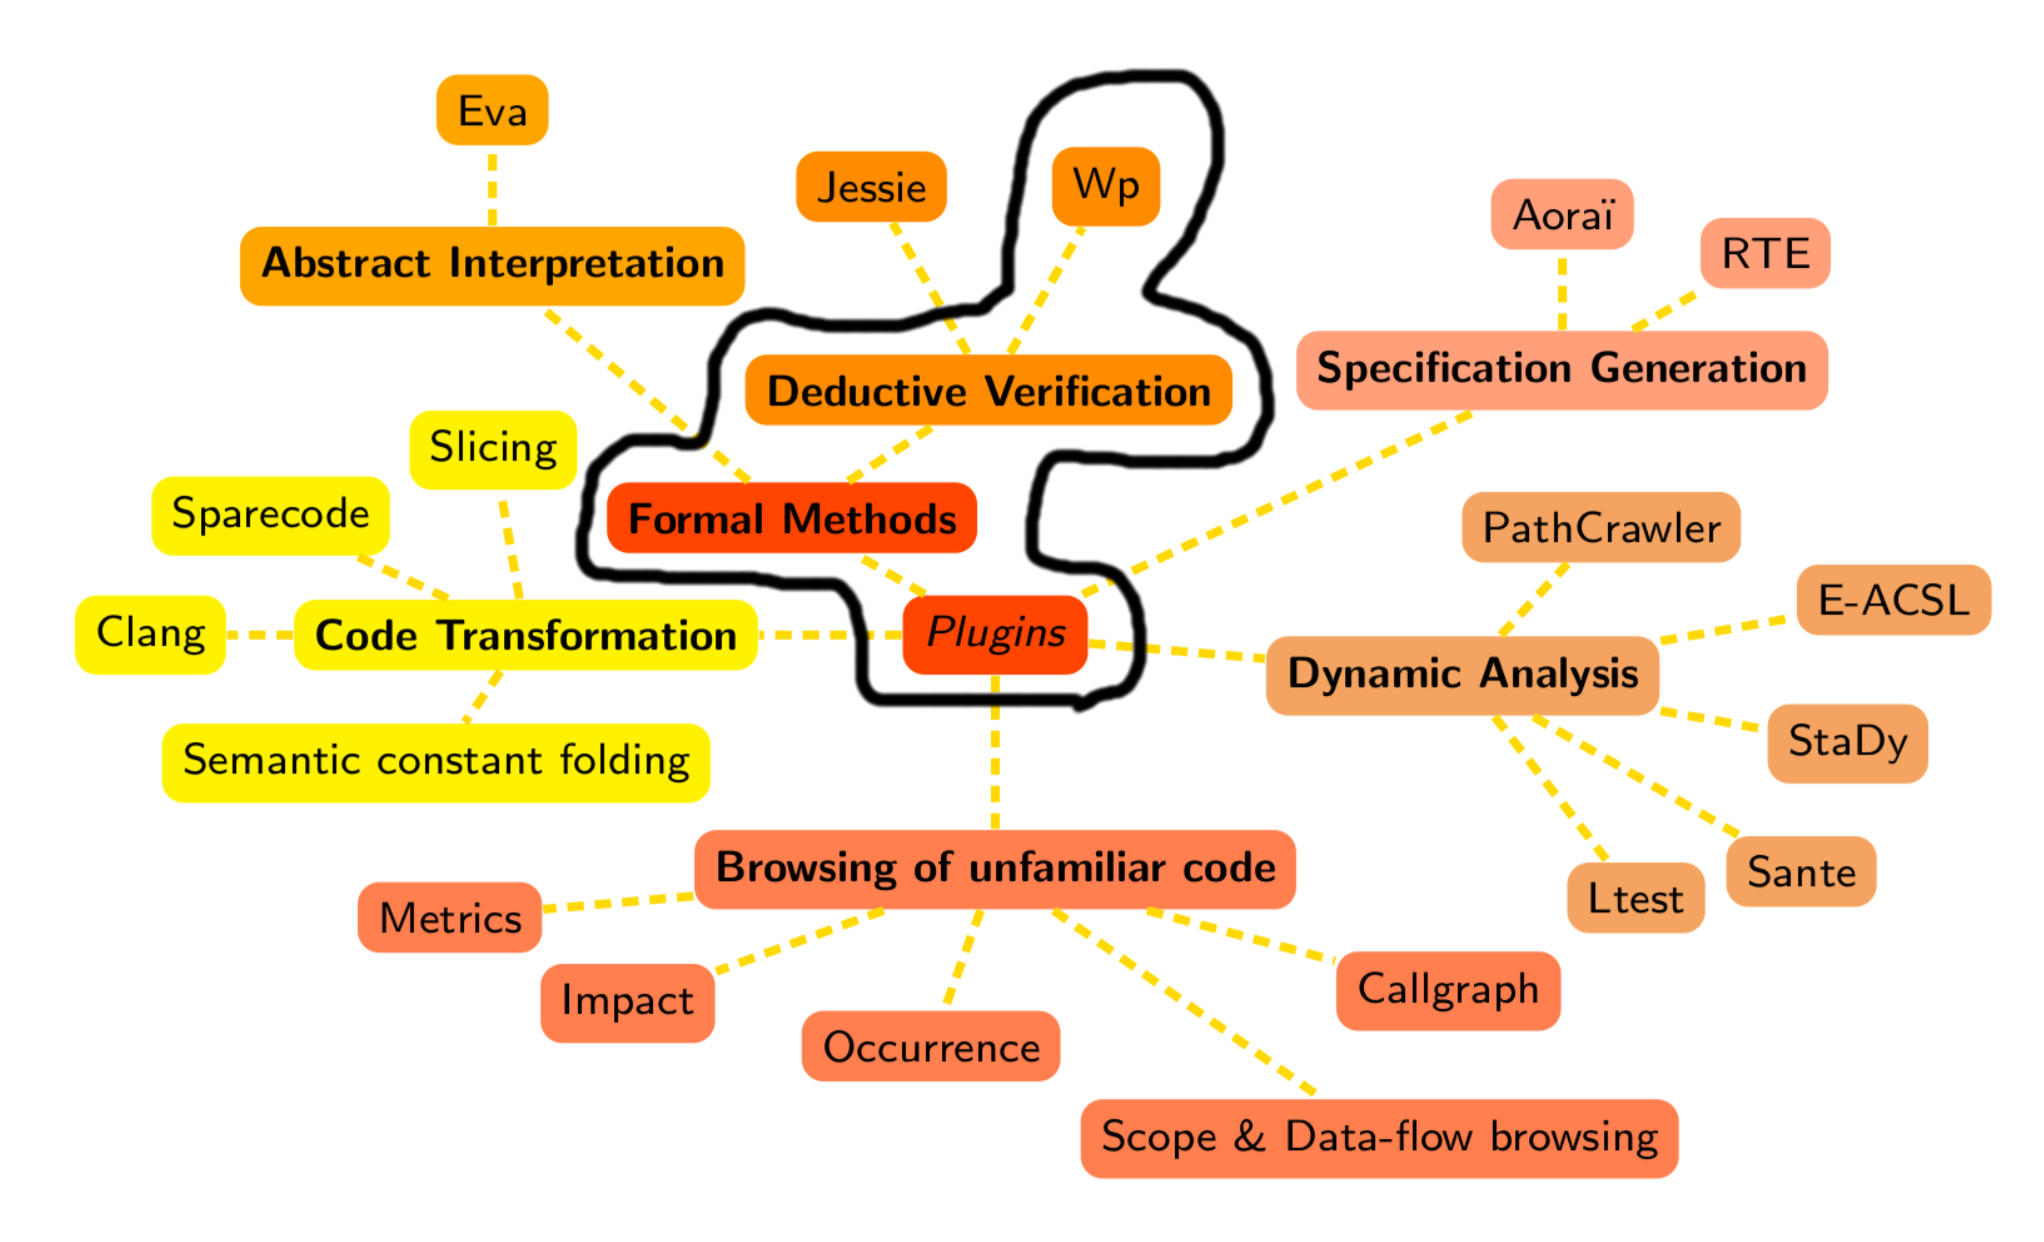 Eva
Jessie
Wp
Aoraï
RTE
Abstract Interpretation
Deductive Verification
Specification Generation
Slicing
Sparecode
Formal Methods
PathCrawler
E-ACSL
Clang
Code Transformation
Plugins
Dynamic Analysis
StaDy
Semantic constant folding
Browsing of unfamiliar code
Sante
Ltest
Metrics
Impact
Callgraph
Occurrence
Scope & Data-flow browsing